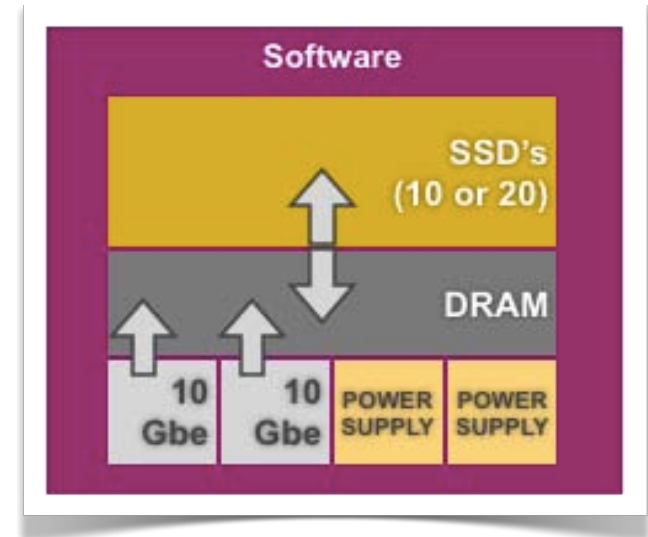 Software
SSD's
(10 or 20)
DRAM
10
Gbe
10
Gbe
POWER
SUPPLY
POWER
SUPPLY